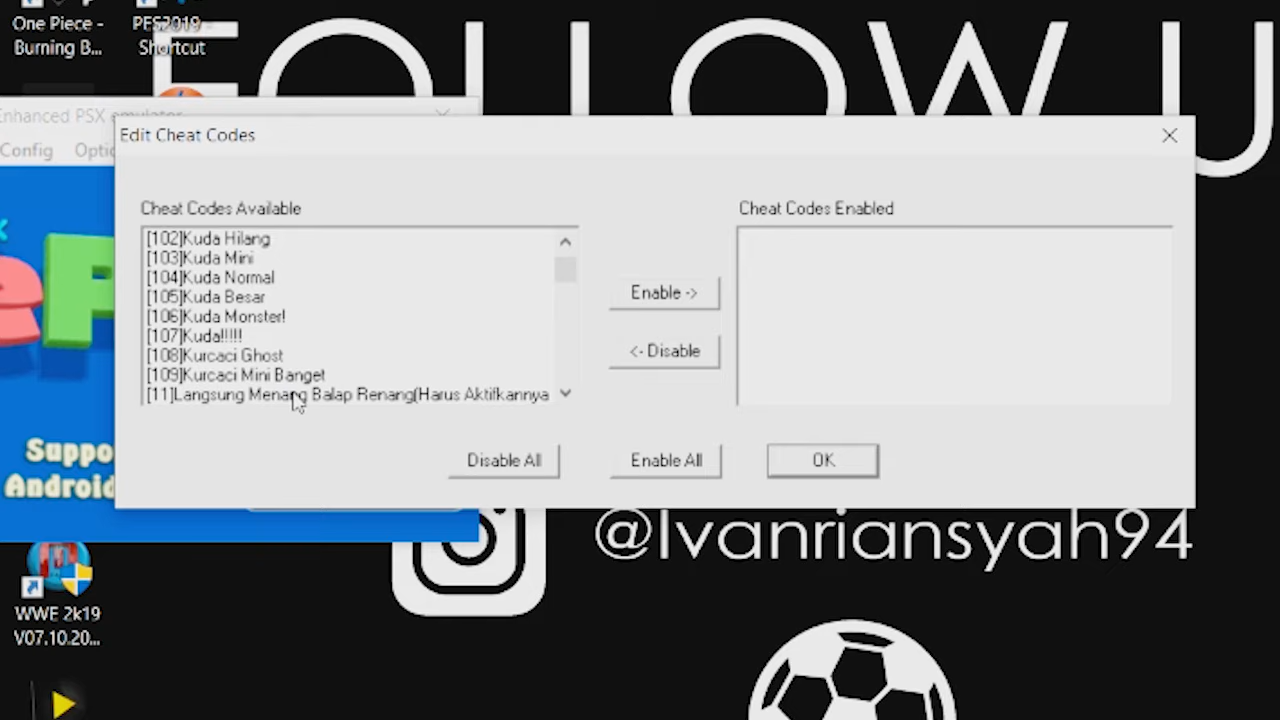 One Piece -
Burning B...
PES2019 -
Shortcut
FOLLOW U
Enhanced PSX emulator
Config
Optio
Edit Cheat Codes
Cheat Codes Available
Cheat Codes Enabled
[102]Kuda Hilang
[103]Kuda Mini
[104]Kuda Normal
[105]Kuda Besar
[106]Kuda Monster!
[107]Kuda!!!!!
[108]Kurcaci Ghost
[109]Kurcaci Mini Banget
[11]Langsung Menang Balap Renang(Harus Aktifkannya
Enable ->
<- Disable
Disable All
Enable All
OK
eP
Suppo
Android
@Ivanriansyah94
WWE 2k19
V07.10.20...